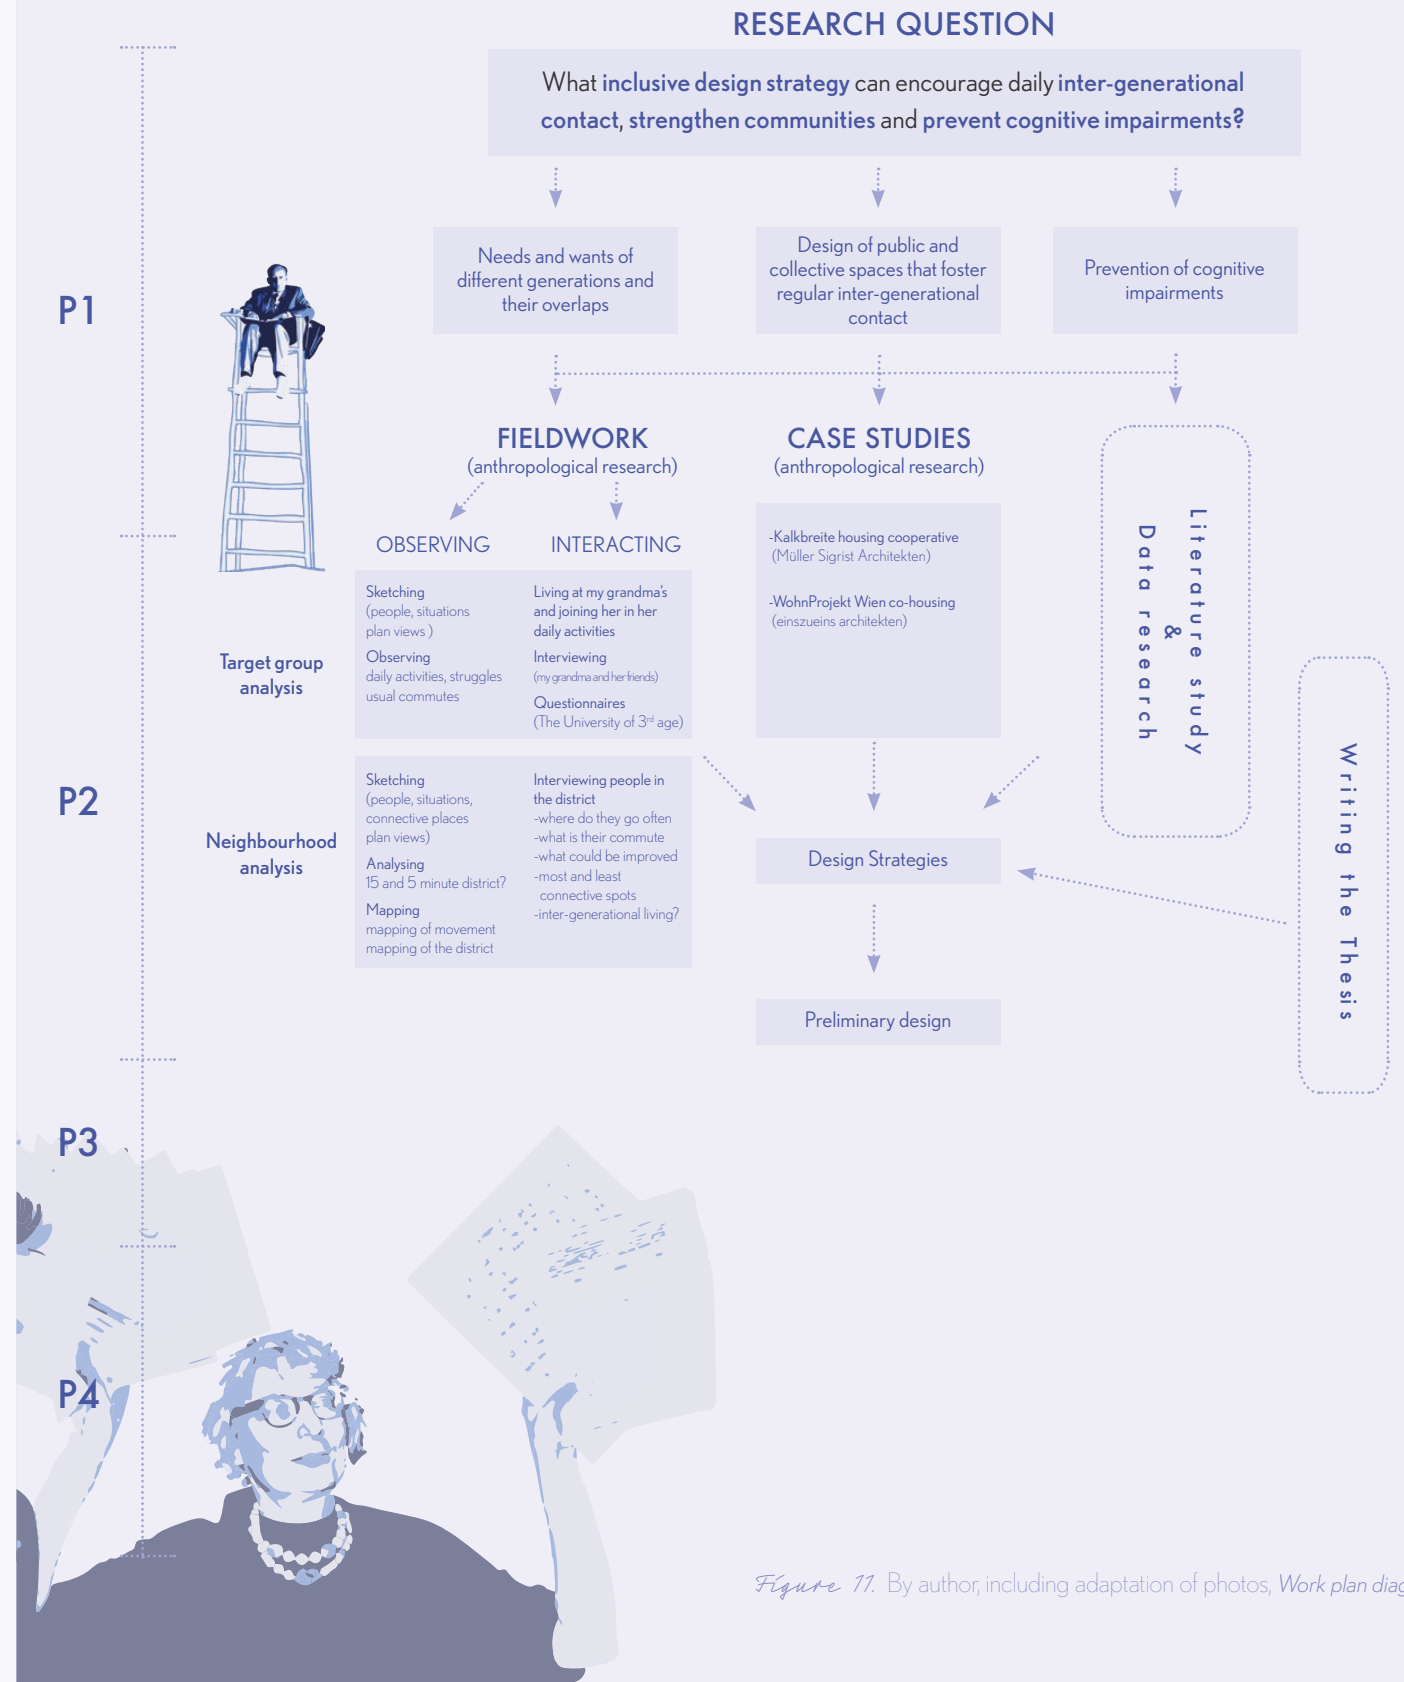 RESEARCH QUESTION
What inclusive design strategy can encourage daily inter-generational
contact, strengthen communities and prevent cognitive impairments?
P1
Needs and wants of
different generations and
their overlaps
Design of public and
collective spaces that foster
regular inter-generational
contact
Prevention of cognitive
impairments
FIELDWORK
(anthropological research)
CASE STUDIES
(anthropological research)
OBSERVING
INTERACTING
Target group
analysis
Sketching
(people, situations
plan views )
Observing
daily activities, struggles
usual commutes
Living at my grandma's
and joining her in her
daily activities
Interviewing
(my grandma and her friends)
Questionnaires
(The University of 3rd age)
-Kalkbreite housing cooperative
(Müller Sigrist Architekten)
-WohnProjekt Wien co-housing
(einszueins architekten)
Literature study
&
Data research
Writing the Thesis
P2
Neighbourhood
analysis
Sketching
(people, situations,
connective places
plan views)
Analysing
15 and 5 minute district?
Mapping
mapping of movement
mapping of the district
Interviewing people in
the district
-where do they go often
-what is their commute
-what could be improved
-most and least
connective spots
-inter-generational living?
Design Strategies
Preliminary design
P3
P4
Figure 11. By author, including adaptation of photos, Work plan diag